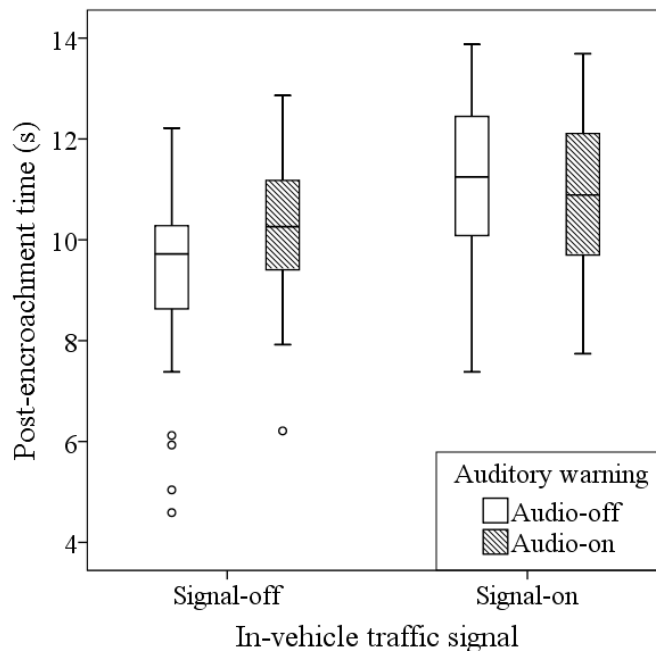 Post-encroachment time (s)
14
12
10
8
6
4
Auditory warning
Audio-off
Audio-on
Signal-off
Signal-on
In-vehicle traffic signal